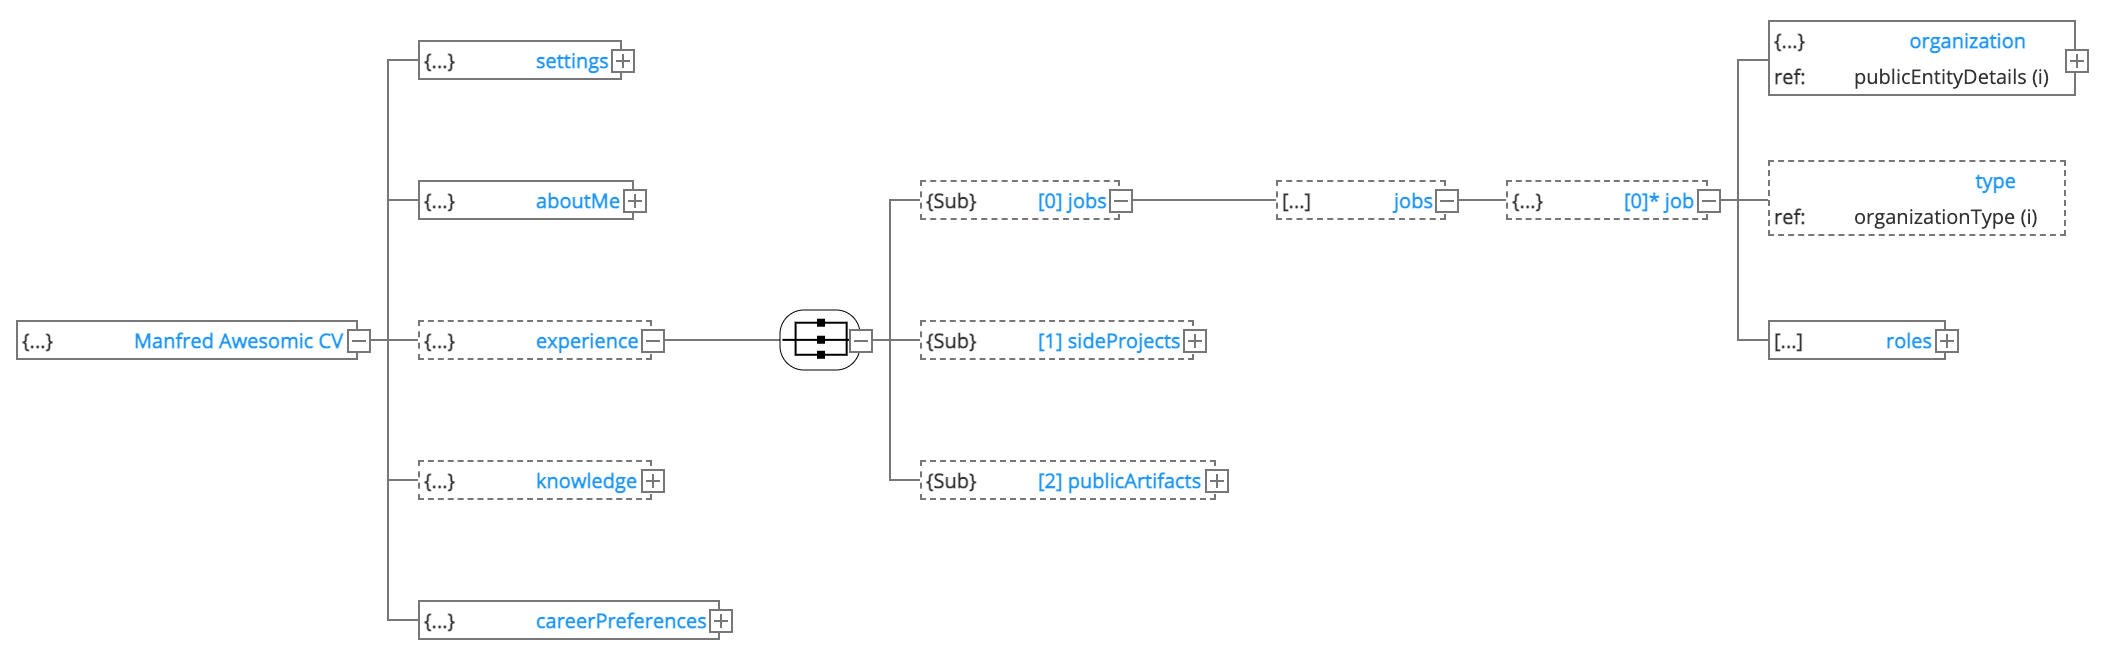 {...} Manfred Awesomic CV
{...} settings
{...} aboutMe
{...} experience
{...} knowledge
{...} careerPreferences
{Sub} [0] jobs
{Sub} [1] sideProjects
{Sub} [2] publicArtifacts
[...] jobs
{...} [0]* job
{...} organization
ref: publicEntityDetails (i)
type
ref: organizationType (i)
[...] roles